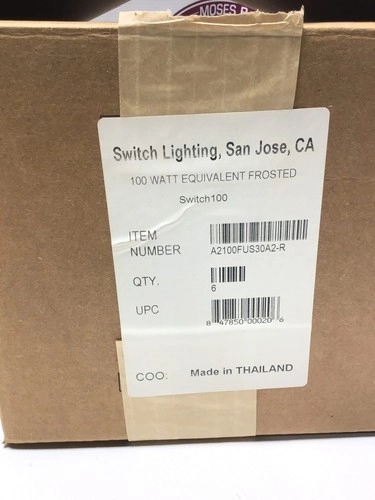 MOSES B
Switch Lighting, San Jose, CA
100 WATT EQUIVALENT FROSTED
Switch100
ITEM
NUMBER A2100FUS30A2-R
QTY. 6
UPC 8 47850 00020 6
COO: Made in THAILAND